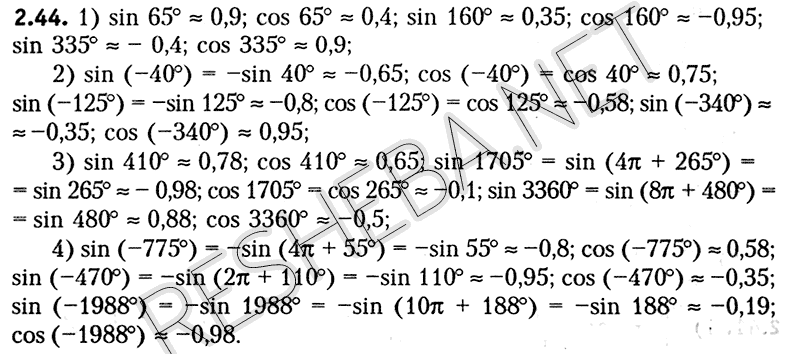 2.44. 1) sin 65° ≈ 0,9; cos 65° ≈ 0,4; sin 160° ≈ 0,35; cos 160° ≈ −0,95;
sin 335° ≈ − 0,4; cos 335° ≈ 0,9;
2) sin (−40°) = −sin 40° ≈ −0,65; cos (−40°) = cos 40° ≈ 0,75;
sin (−125°) = −sin 125° ≈ −0,8; cos (−125°) = cos 125° ≈ −0,58; sin (−340°) ≈
≈ −0,35; cos (−340°) ≈ 0,95;
3) sin 410° ≈ 0,78; cos 410° ≈ 0,65; sin 1705° = sin (4π + 265°) =
= sin 265° ≈ − 0,98; cos 1705° = cos 265° ≈ −0,1; sin 3360° = sin (8π + 480°) =
= sin 480° ≈ 0,88; cos 3360° ≈ −0,5;
4) sin (−775°) = −sin (4π + 55°) = −sin 55° ≈ −0,8; cos (−775°) ≈ 0,58;
sin (−470°) = −sin (2π + 110°) = −sin 110° ≈ −0,95; cos (−470°) ≈ −0,35;
sin (−1988°) = −sin 1988° = −sin (10π + 188°) = −sin 188° ≈ −0,19;
cos (−1988°) ≈ −0,98.
RESHEBA.NET